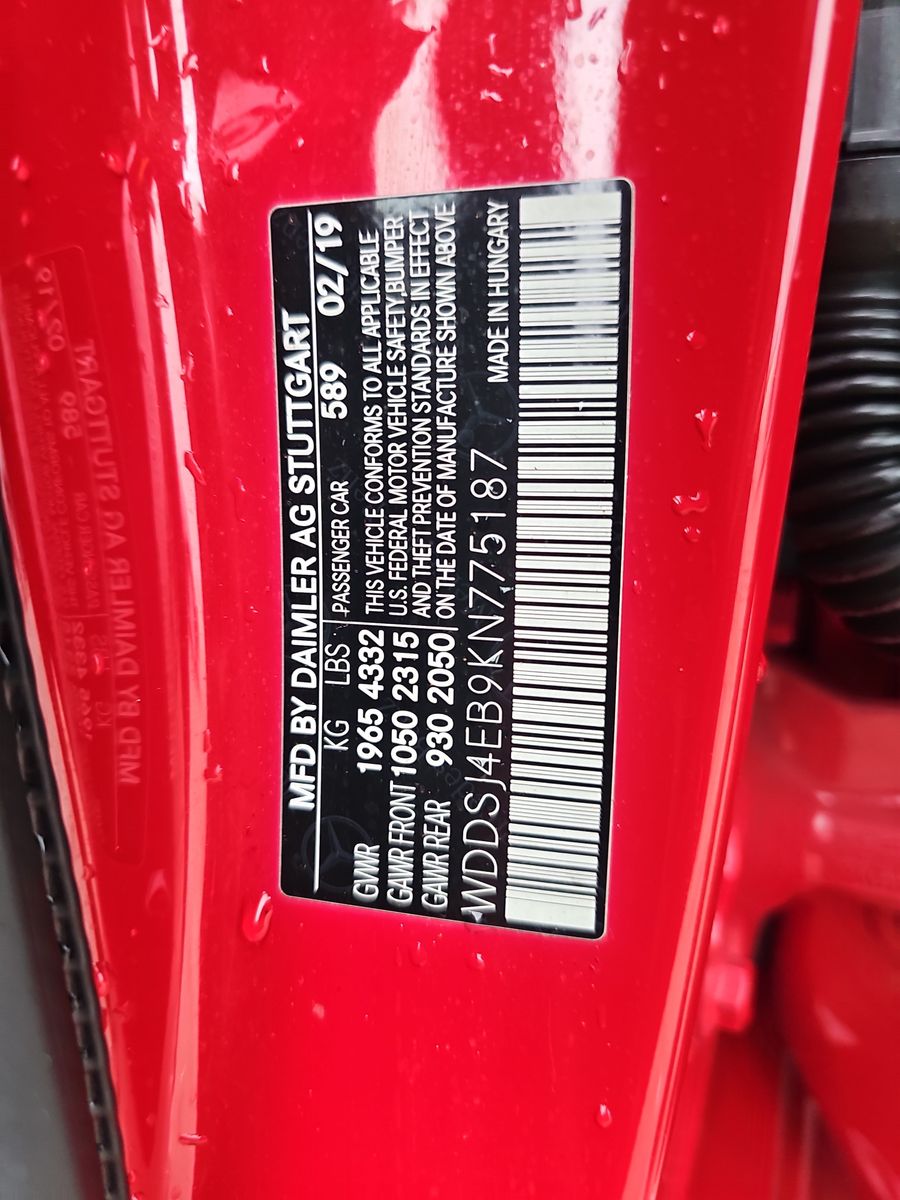 MFD BY DAIMLER AG STUTTGART
KG LBS PASSENGER CAR 589 02/19
GVWR 1965 4332 THIS VEHICLE CONFORMS TO ALL APPLICABLE
GAWR FRONT 1050 2315 U.S. FEDERAL MOTOR VEHICLE SAFETY, BUMPER
GAWR REAR 930 2050 AND THEFT PREVENTION STANDARDS IN EFFECT
ON THE DATE OF MANUFACTURE SHOWN ABOVE
WDDSJ4EB9KN775187 MADE IN HUNGARY